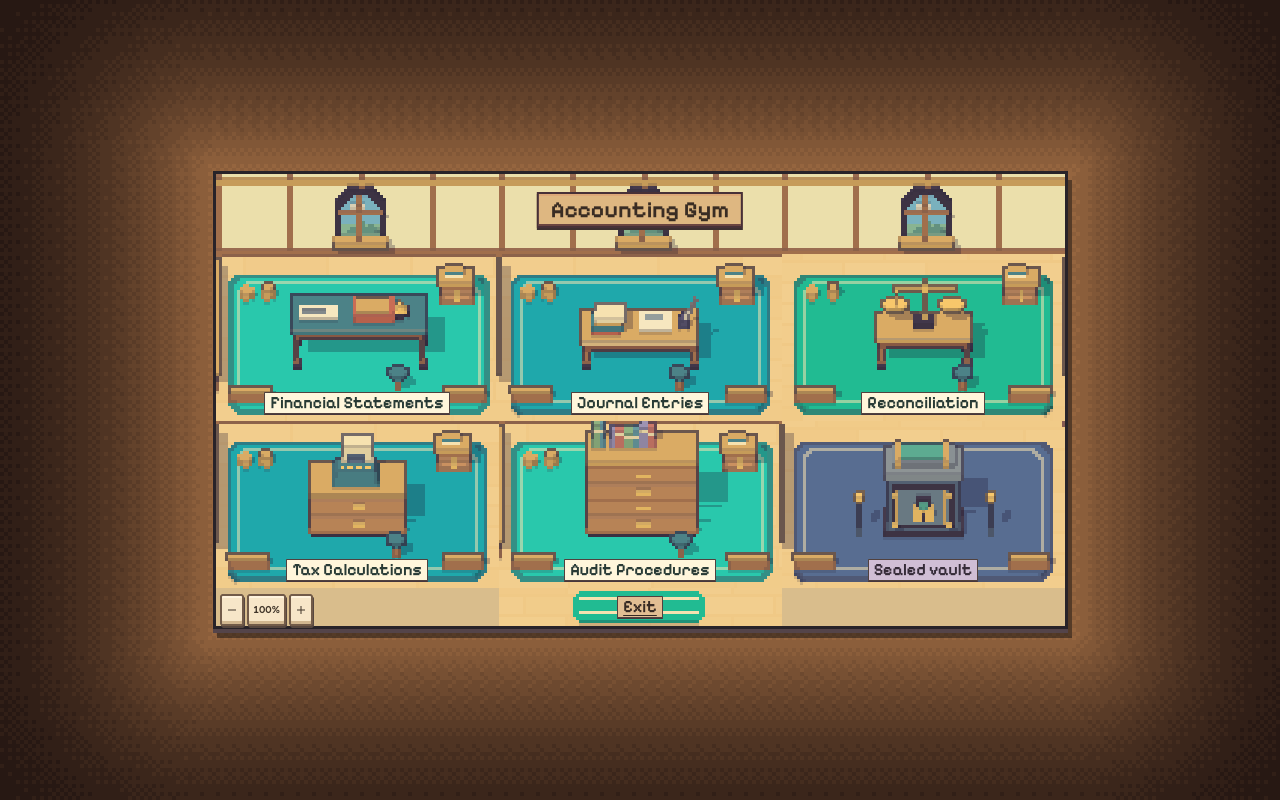 Accounting Gym
Financial Statements
Journal Entries
Reconciliation
Tax Calculations
Audit Procedures
Sealed vault
− 100% +
Exit